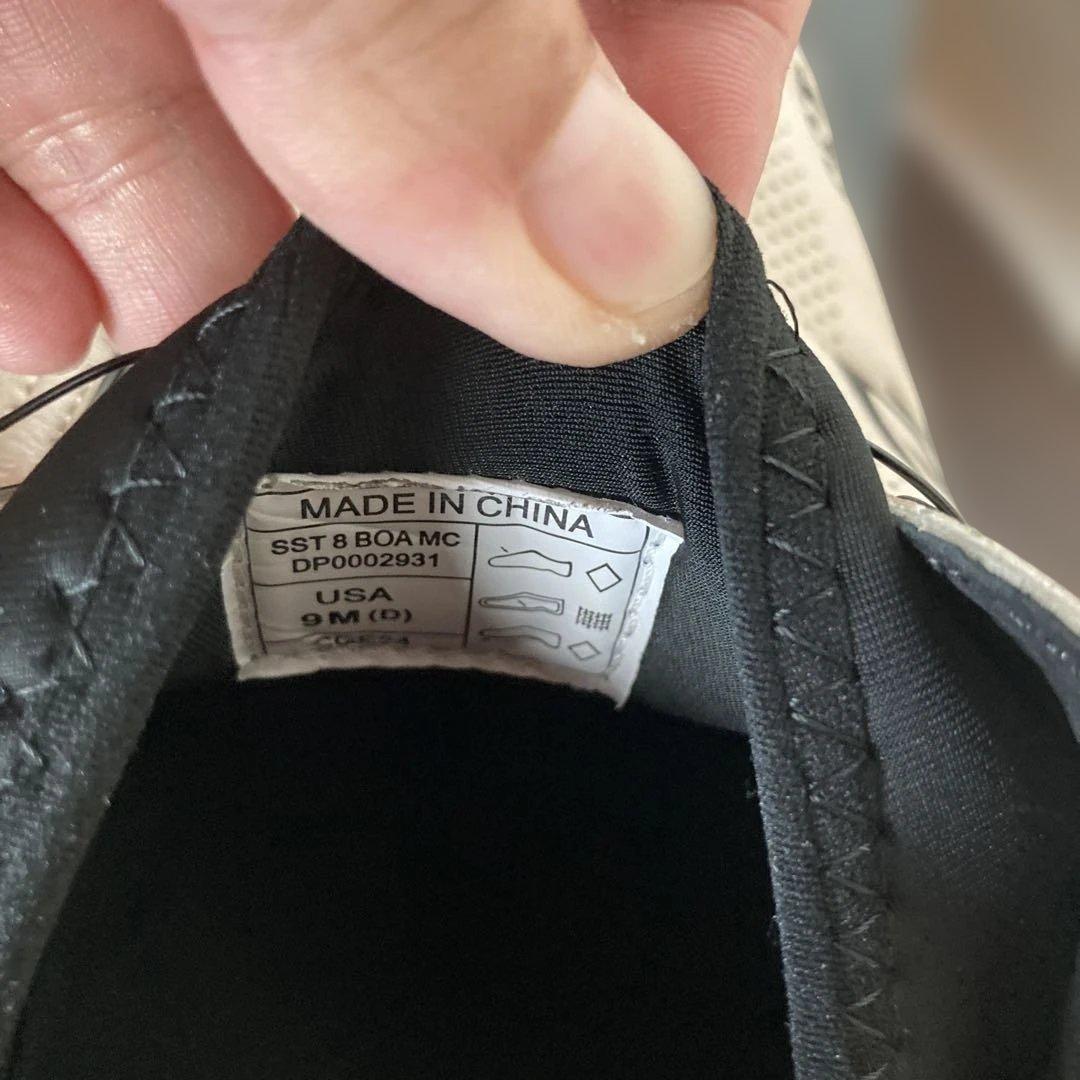 MADE IN CHINA
SST 8 BOA MC
DP0002931
USA
9 M (D)